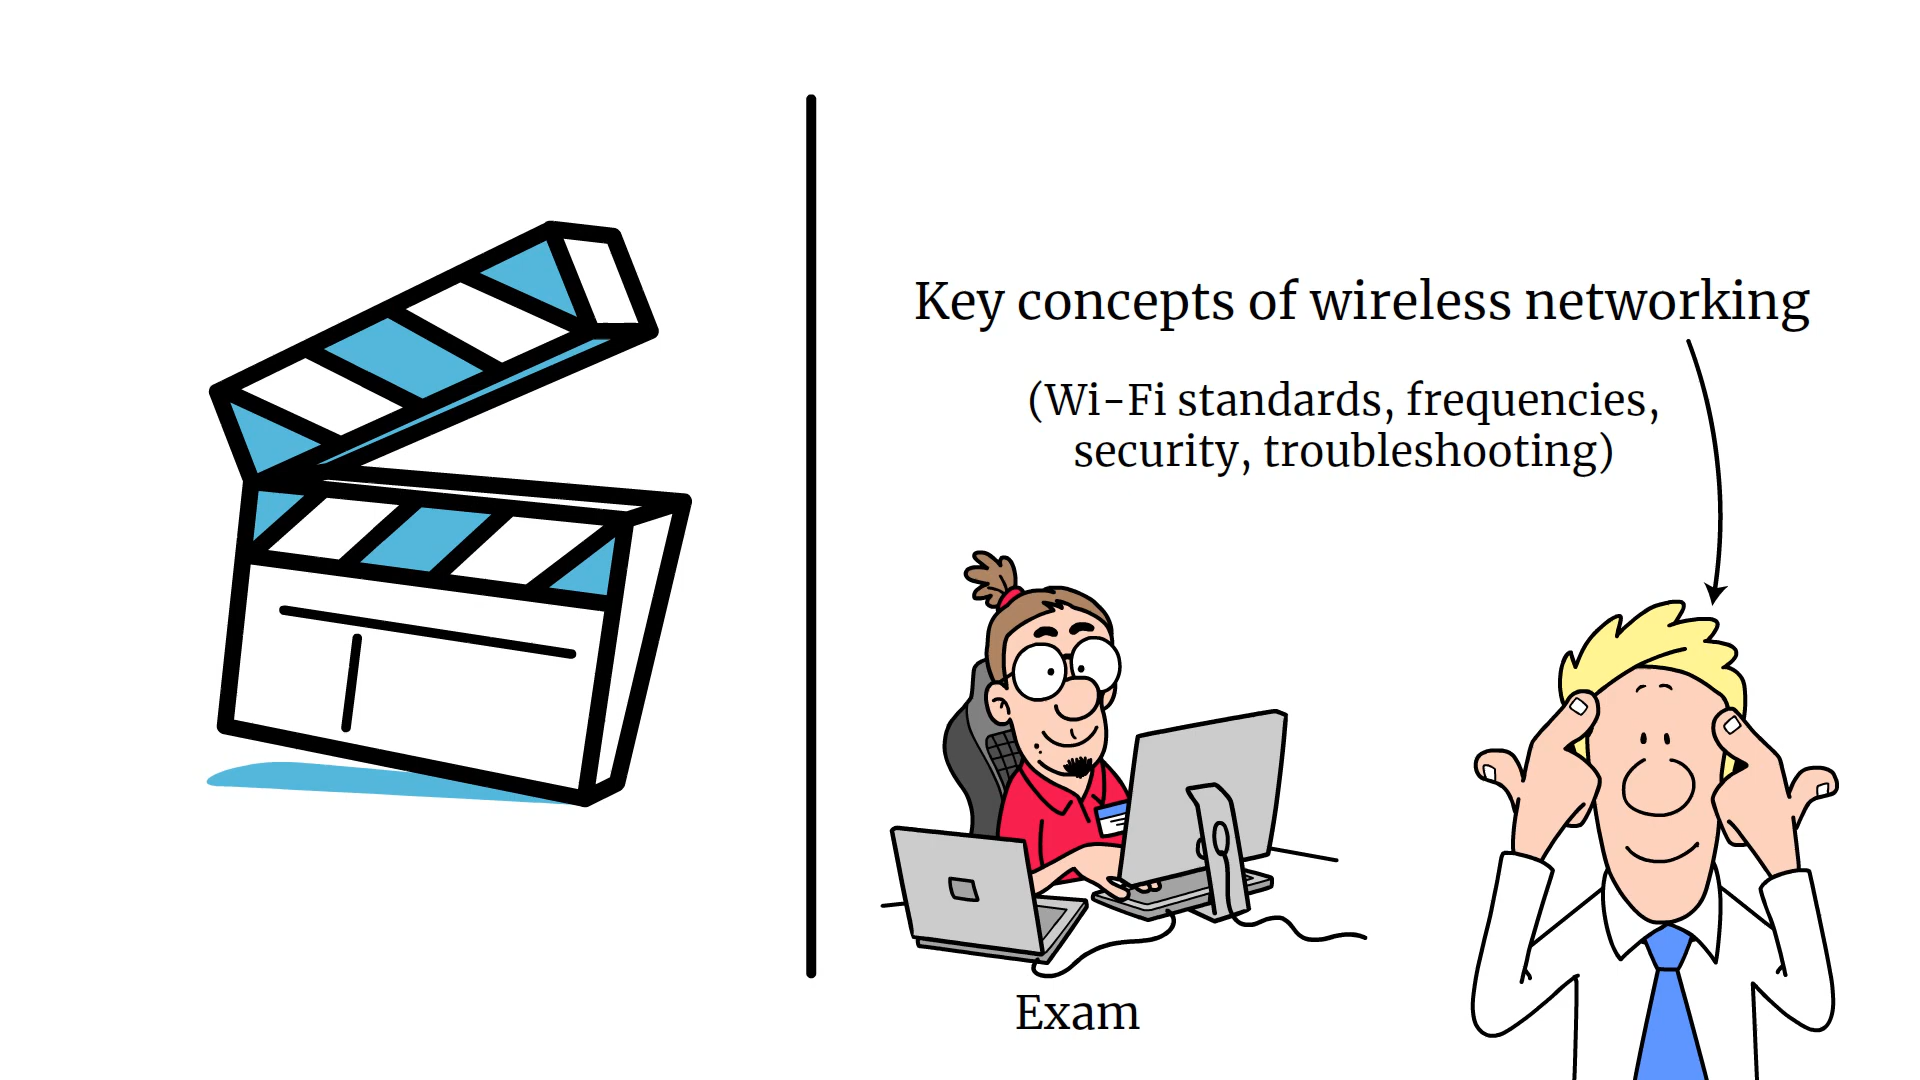 Key concepts of wireless networking
(Wi-Fi standards, frequencies,
security, troubleshooting)
Exam